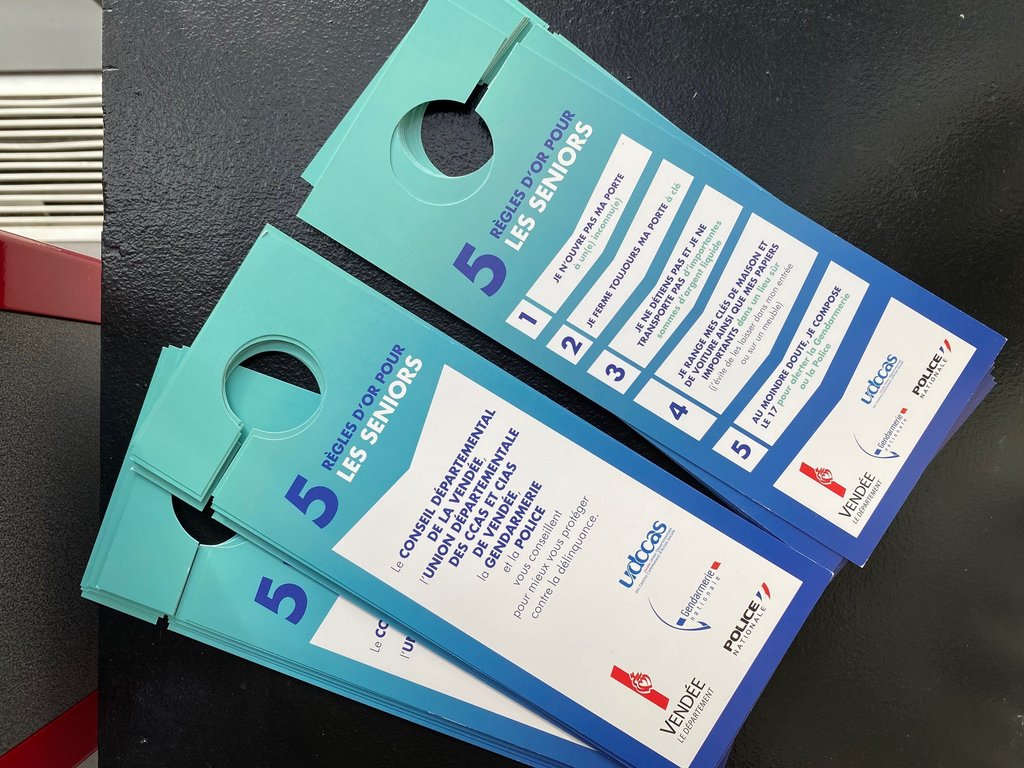 5 RÈGLES D'OR POUR
LES SENIORS
1
JE N'OUVRE PAS MA PORTE
à un(e) inconnu(e)
2
JE FERME TOUJOURS MA PORTE à clé
3
JE NE DÉTIENS PAS ET JE NE
TRANSPORTE PAS d'importantes
sommes d'argent liquide
4
JE RANGE MES CLÉS DE MAISON ET
DE VOITURE AINSI QUE MES PAPIERS
IMPORTANTS dans un lieu sûr
(j'évite de les laisser dans mon entrée
ou sur un meuble)
5
AU MOINDRE DOUTE, JE COMPOSE
LE 17 pour alerter la Gendarmerie
ou la Police
udccas
POLICE
NATIONALE
Gendarmerie
nationale
VENDÉE
LE DÉPARTEMENT
5 RÈGLES D'OR POUR
LES SENIORS
Le CONSEIL DÉPARTEMENTAL
DE LA VENDÉE,
l'UNION DÉPARTEMENTALE
DES CCAS ET CIAS
DE VENDÉE,
la GENDARMERIE
et la POLICE
vous conseillent
pour mieux vous protéger
contre la délinquance.
udccas
Gendarmerie
nationale
POLICE
NATIONALE
VENDÉE
LE DÉPARTEMENT
5
Le CO
l'U